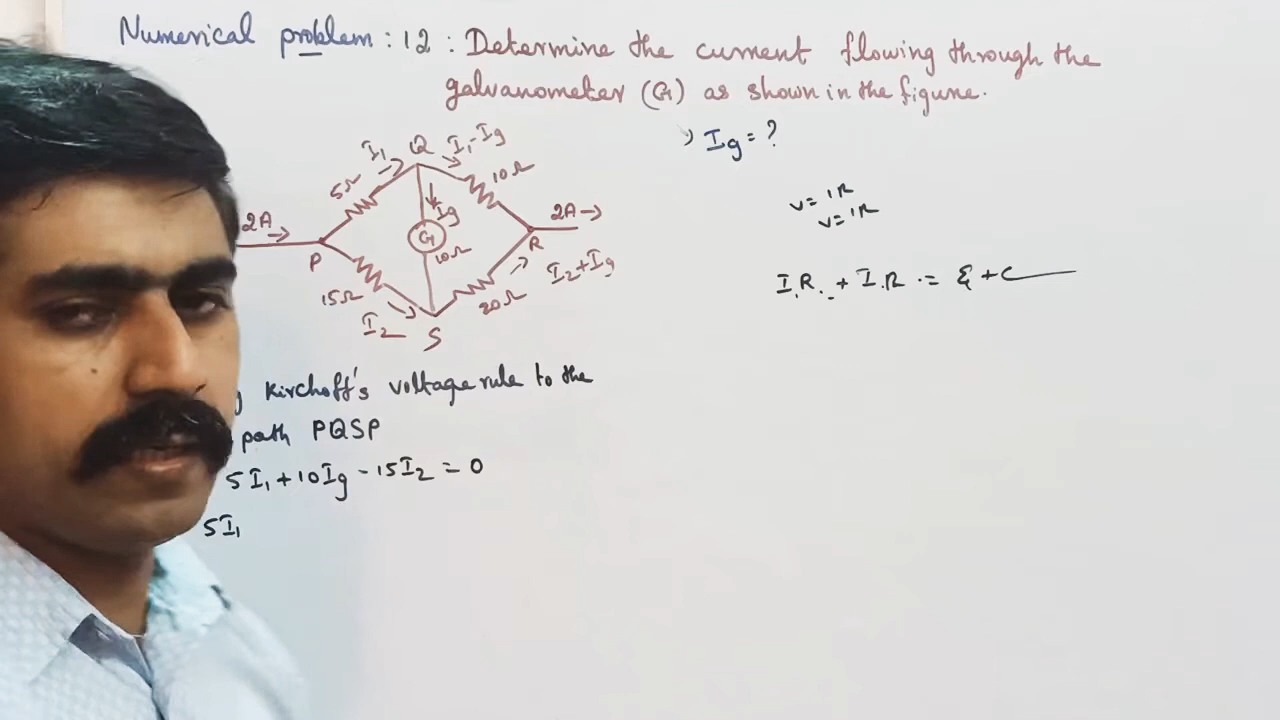 Numerical problem : 12 : Determine the current flowing through the
galvanometer (G) as shown in the figure.
Ig = ?
V = IR
V = IR
I.R. + I.R. = ξ + C
I1
Q
I1-Ig
5Ω
10Ω
2A
Ig
2A
G
10Ω
P
R
I2+Ig
15Ω
20Ω
I2
S
Kirchoff's voltage rule to the
path PQSP
5I1 + 10Ig - 15I2 = 0
5I1